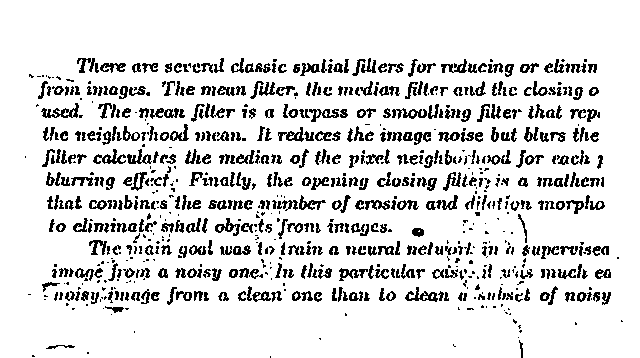 There are several classic spatial filters for reducing or elimin
from images. The mean filter, the median filter and the closing o
used. The mean filter is a lowpass or smoothing filter that rep
the neighborhood mean. It reduces the image noise but blurs the
filter calculates the median of the pixel neighborhood for each p
blurring effect. Finally, the opening closing filter is a mathem
that combines the same number of erosion and dilation morpho
to eliminate small objects from images.
The main goal was to train a neural network in a supervised
image from a noisy one. In this particular case it was much ea
noisy image from a clean one than to clean a subset of noisy